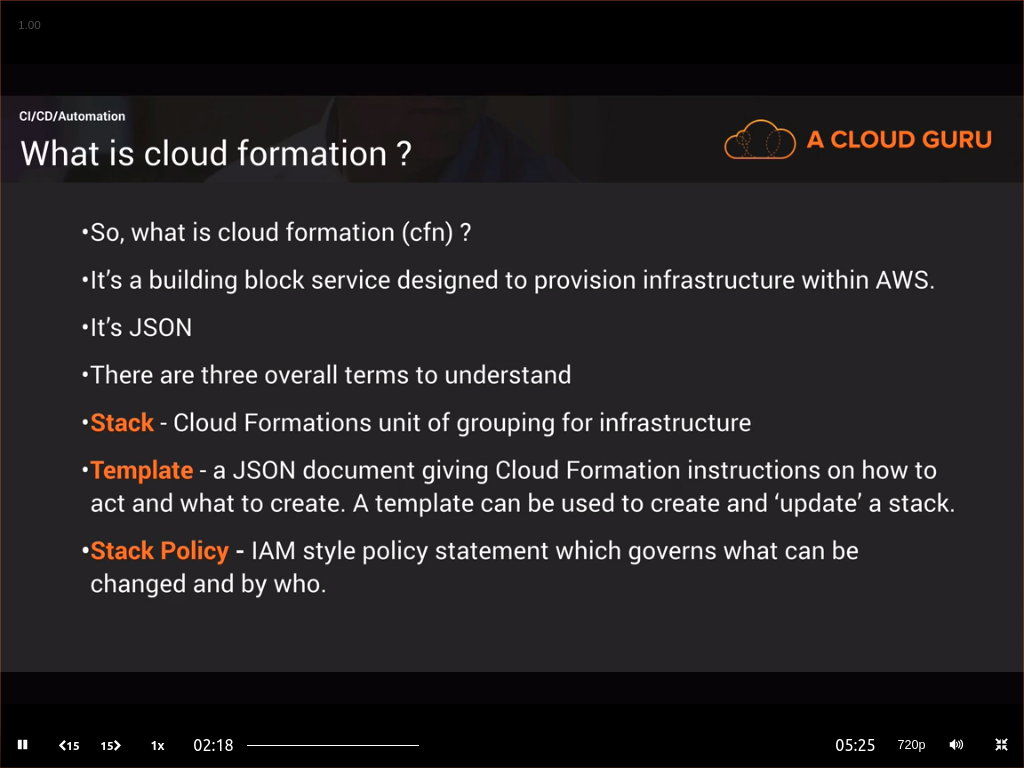 1.00
CI/CD/Automation
What is cloud formation ?
A CLOUD GURU
•So, what is cloud formation (cfn) ?
•It’s a building block service designed to provision infrastructure within AWS.
•It’s JSON
•There are three overall terms to understand
•Stack - Cloud Formations unit of grouping for infrastructure
•Template - a JSON document giving Cloud Formation instructions on how to
act and what to create. A template can be used to create and ‘update’ a stack.
•Stack Policy - IAM style policy statement which governs what can be
changed and by who.
15 15 1x 02:18 05:25 720p